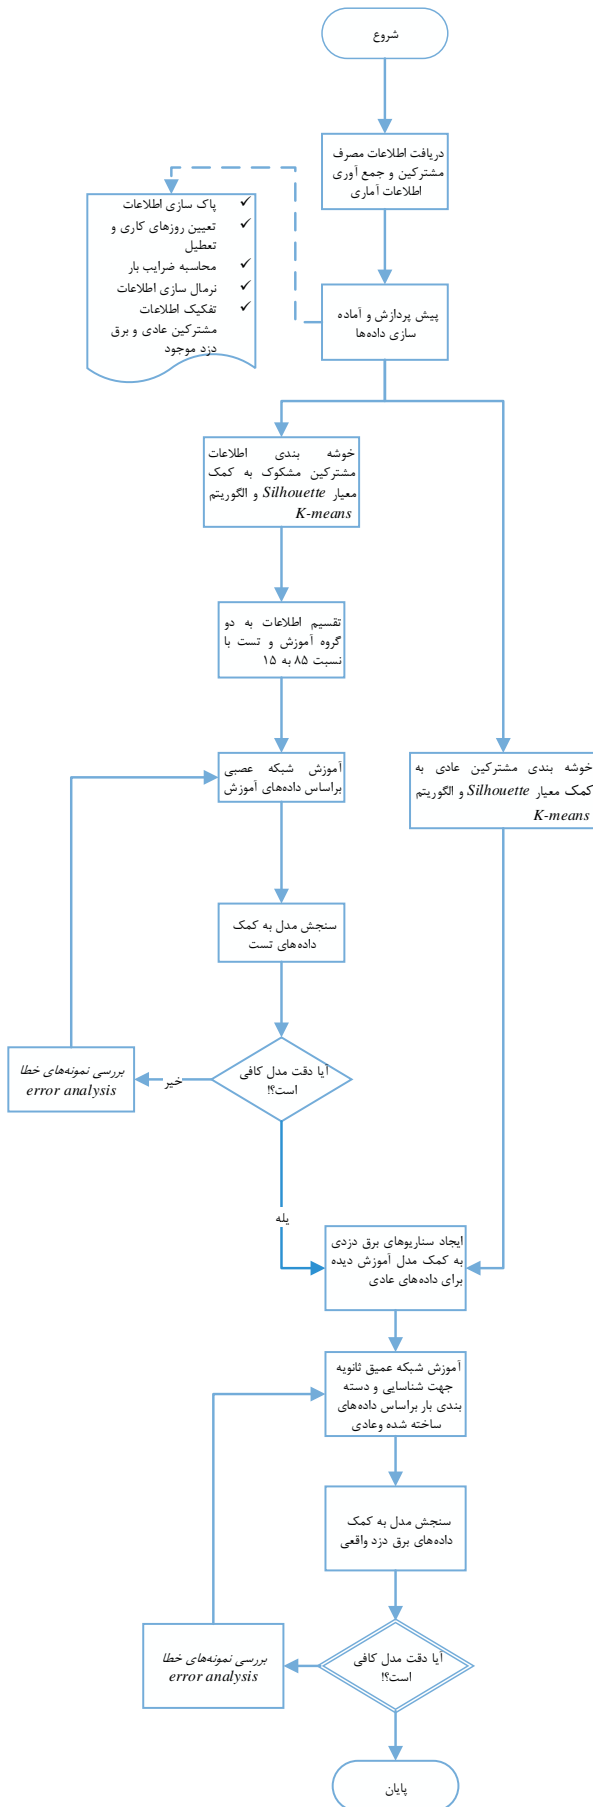 شروع
دریافت اطلاعات مصرف
مشترکین و جمع آوری
اطلاعات آماری
✓ پاک سازی اطلاعات
✓ تعیین روزهای کاری و
تعطیل
✓ محاسبه ضرایب بار
✓ نرمال سازی اطلاعات
✓ تفکیک اطلاعات
مشترکین عادی و برق
دزد موجود
پیش پردازش و آماده
سازی داده‌ها
خوشه بندی اطلاعات
مشترکین مشکوک به کمک
معیار Silhouette و الگوریتم
K-means
تقسیم اطلاعات به دو
گروه آموزش و تست با
نسبت ۸۵ به ۱۵
آموزش شبکه عصبی
براساس داده‌های آموزش
خوشه بندی مشترکین عادی به
کمک معیار Silhouette و الگوریتم
K-means
سنجش مدل به کمک
داده‌های تست
آیا دقت مدل کافی
است؟!
خیر
بررسی نمونه‌های خطا
error analysis
یله
ایجاد سناریوهای برق دزدی
به کمک مدل آموزش دیده
برای داده‌های عادی
آموزش شبکه عمیق ثانویه
جهت شناسایی و دسته
بندی بار براساس داده‌های
ساخته شده وعادی
سنجش مدل به کمک
داده‌های برق دزد واقعی
آیا دقت مدل کافی
است؟!
بررسی نمونه‌های خطا
error analysis
پایان